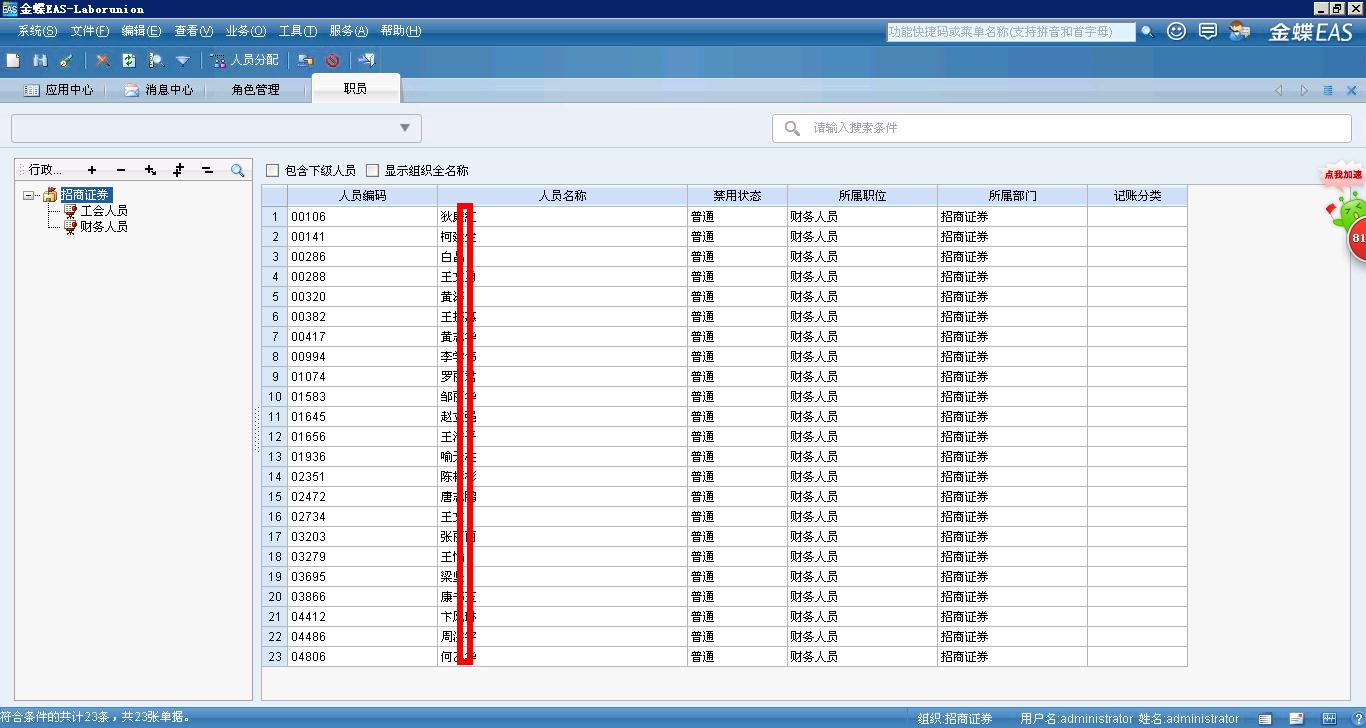 金蝶EAS-Laborunion
系统(S) 文件(F) 编辑(E) 查看(V) 业务(O) 工具(T) 服务(A) 帮助(H) 功能快捷码或菜单名称(支持拼音和首字母) 金蝶EAS
人员分配
应用中心 消息中心 角色管理 职员
请输入搜索条件
点我加速
81
行政...
招商证券
工会人员
财务人员
包含下级人员 显示组织全名称
人员编码 人员名称 禁用状态 所属职位 所属部门 记账分类
1 00106 狄 普通 财务人员 招商证券
2 00141 柯 普通 财务人员 招商证券
3 00286 白 普通 财务人员 招商证券
4 00288 王 普通 财务人员 招商证券
5 00320 黄 普通 财务人员 招商证券
6 00382 王 普通 财务人员 招商证券
7 00417 黄 普通 财务人员 招商证券
8 00994 李 普通 财务人员 招商证券
9 01074 罗 普通 财务人员 招商证券
10 01583 邹 普通 财务人员 招商证券
11 01645 赵 普通 财务人员 招商证券
12 01656 王 普通 财务人员 招商证券
13 01936 喻 普通 财务人员 招商证券
14 02351 陈 普通 财务人员 招商证券
15 02472 唐 普通 财务人员 招商证券
16 02734 王 普通 财务人员 招商证券
17 03203 张 普通 财务人员 招商证券
18 03279 王 普通 财务人员 招商证券
19 03695 梁 普通 财务人员 招商证券
20 03866 康 普通 财务人员 招商证券
21 04412 卞 普通 财务人员 招商证券
22 04486 周 普通 财务人员 招商证券
23 04806 何 普通 财务人员 招商证券
符合条件的共计23条，共23张单据。 组织:招商证券 用户名:administrator 姓名:administrator